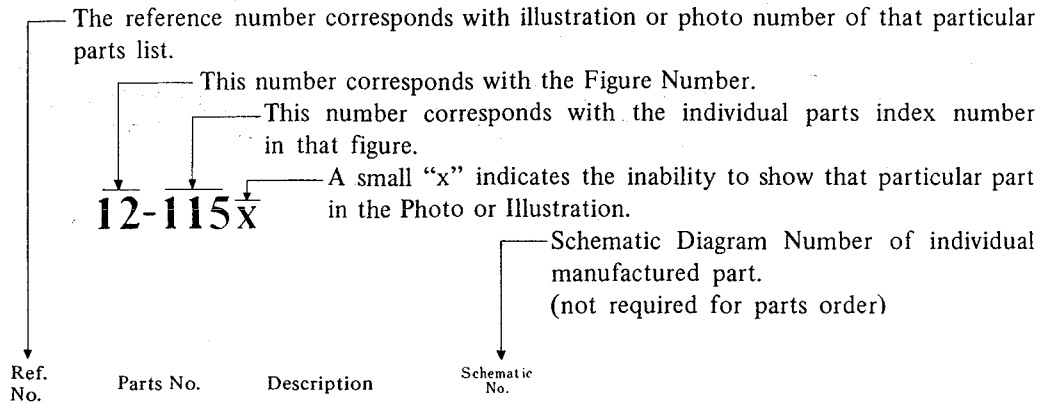 The reference number corresponds with illustration or photo number of that particular
parts list.
This number corresponds with the Figure Number.
This number corresponds with the individual parts index number
in that figure.
A small “x” indicates the inability to show that particular part
12-115x in the Photo or Illustration.
Schematic Diagram Number of individual
manufactured part.
(not required for parts order)
Ref.
No.
Parts No.
Description
Schematic
No.